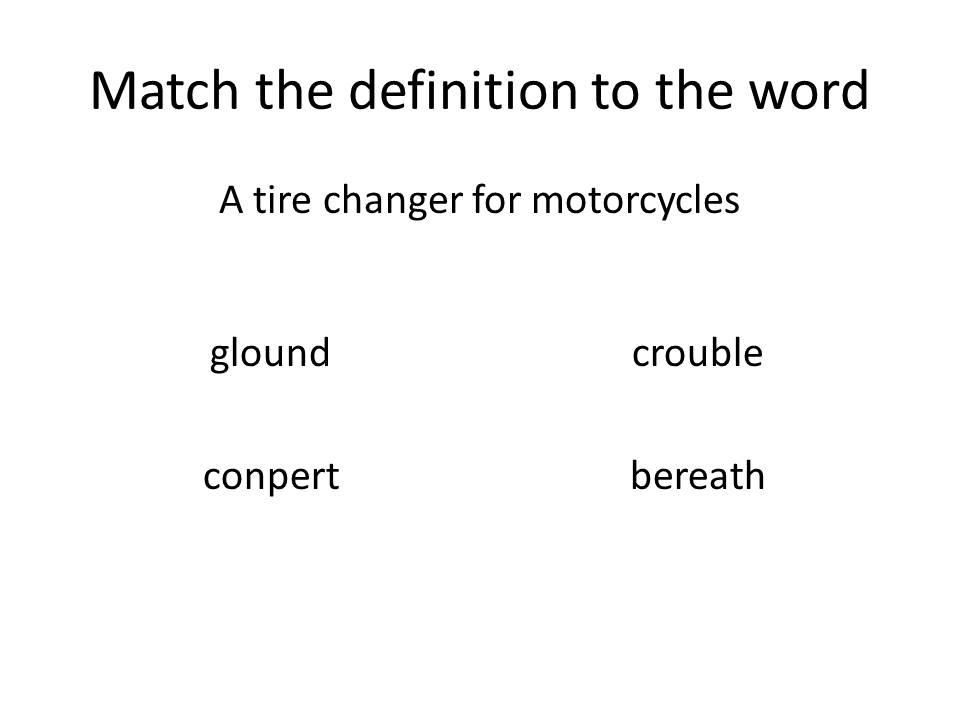 Match the definition to the word
A tire changer for motorcycles
glound crouble
conpert bereath